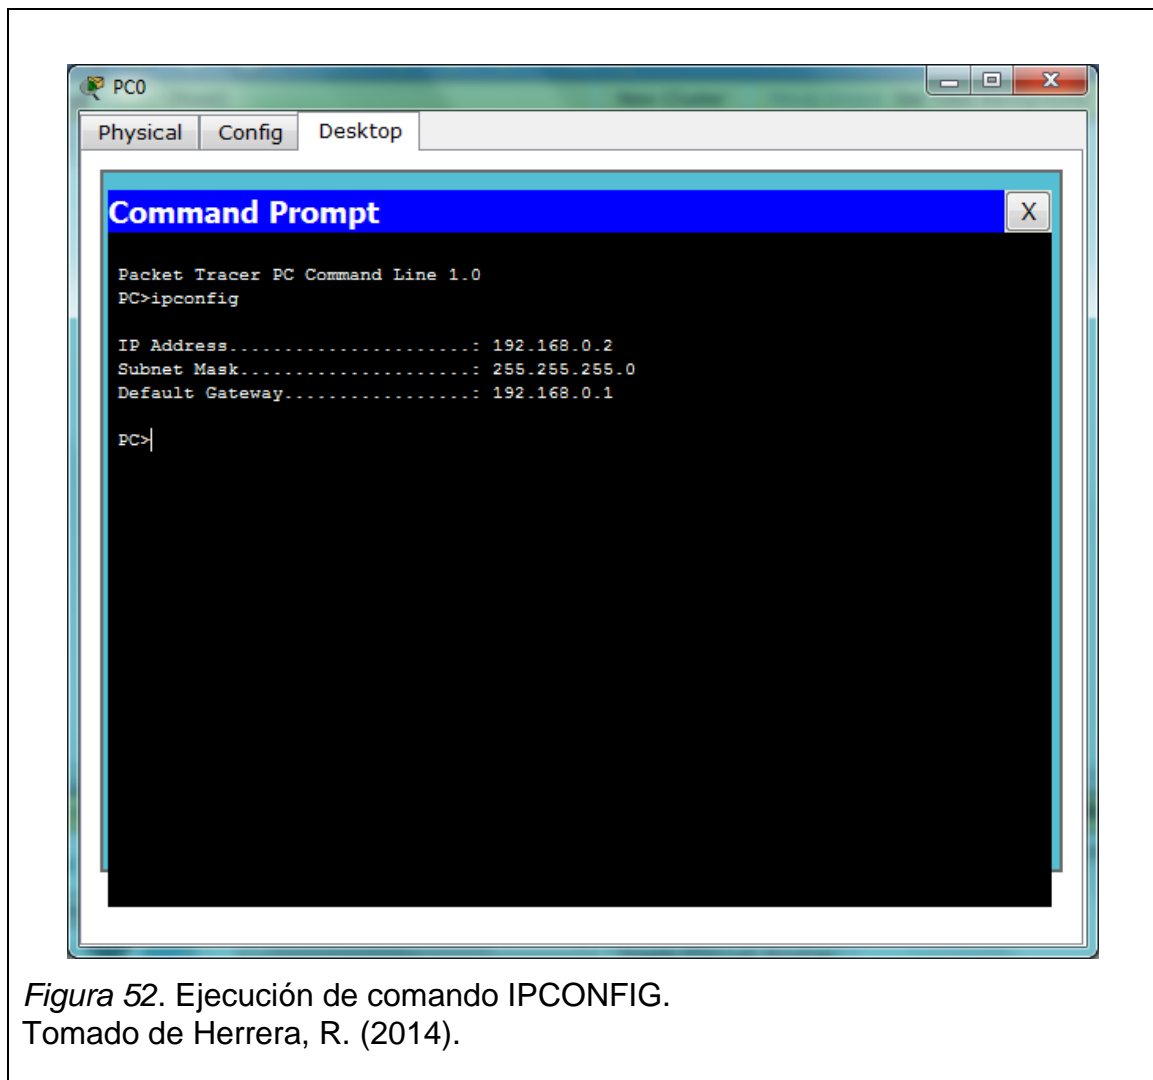 PC0
Physical Config Desktop
Command Prompt
X
Packet Tracer PC Command Line 1.0
PC>ipconfig
IP Address......................: 192.168.0.2
Subnet Mask.....................: 255.255.255.0
Default Gateway.................: 192.168.0.1
PC>
Figura 52. Ejecución de comando IPCONFIG.
Tomado de Herrera, R. (2014).